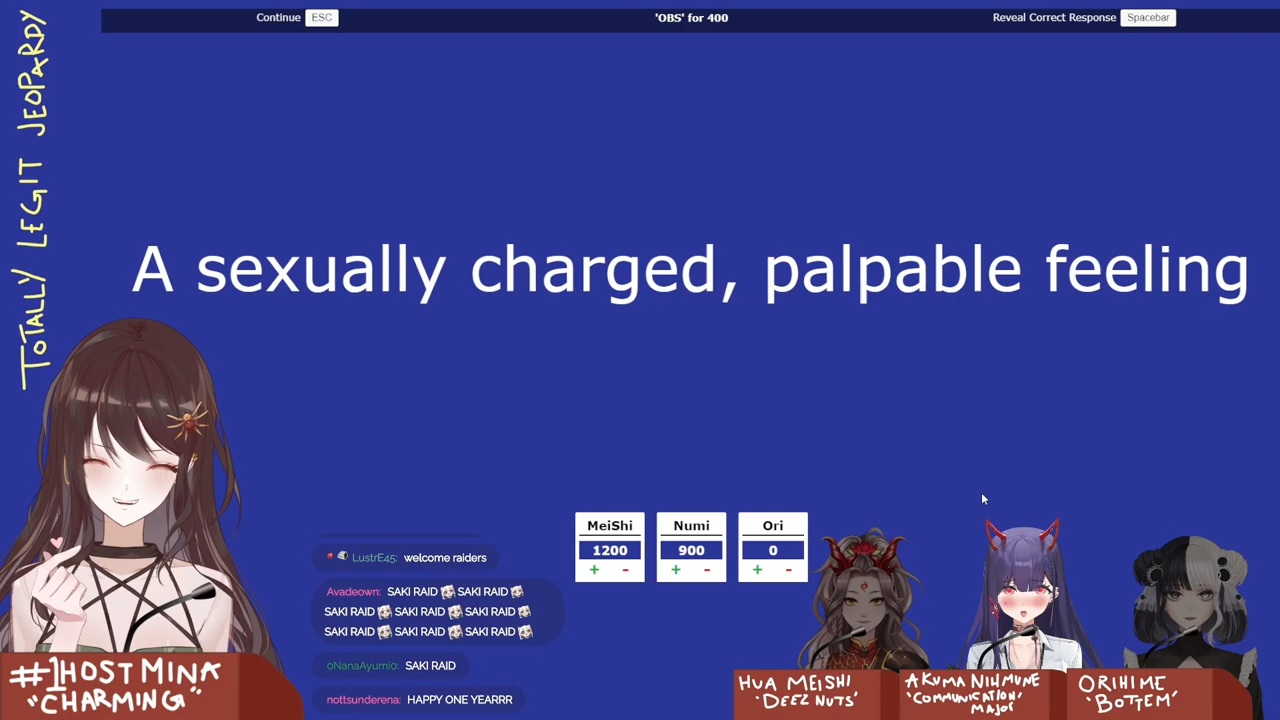 Continue ESC
'OBS' for 400
Reveal Correct Response Spacebar
TOTALLY LEGIT JEOPARDY
A sexually charged, palpable feeling
MeiShi
1200
+ -
Numi
900
+ -
Ori
0
+ -
LustrE45: welcome raiders
Avadeown: SAKI RAID SAKI RAID
SAKI RAID SAKI RAID SAKI RAID
SAKI RAID SAKI RAID SAKI RAID
0NanaAyumi0: SAKI RAID
nottsunderena: HAPPY ONE YEARRR
#1HOST MINA
"CHARMING"
HUA MEISHI
'DEEZ NUTS'
AKUMA NIHMUNE
'COMMUNICATION'
MAJOR
ORIHIME
'BOTTEM'